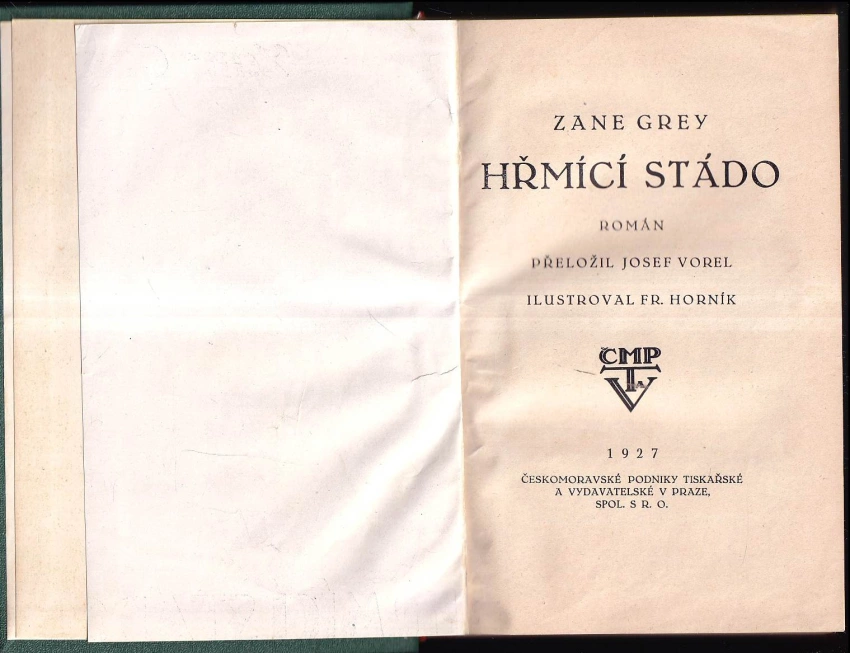 ZANE GREY
HŘMÍCÍ STÁDO
ROMÁN
PŘELOŽIL JOSEF VOREL
ILUSTROVAL FR. HORNÍK
ČMP
TV
1927
ČESKOMORAVSKÉ PODNIKY TISKAŘSKÉ
A VYDAVATELSKÉ V PRAZE,
SPOL. S R. O.